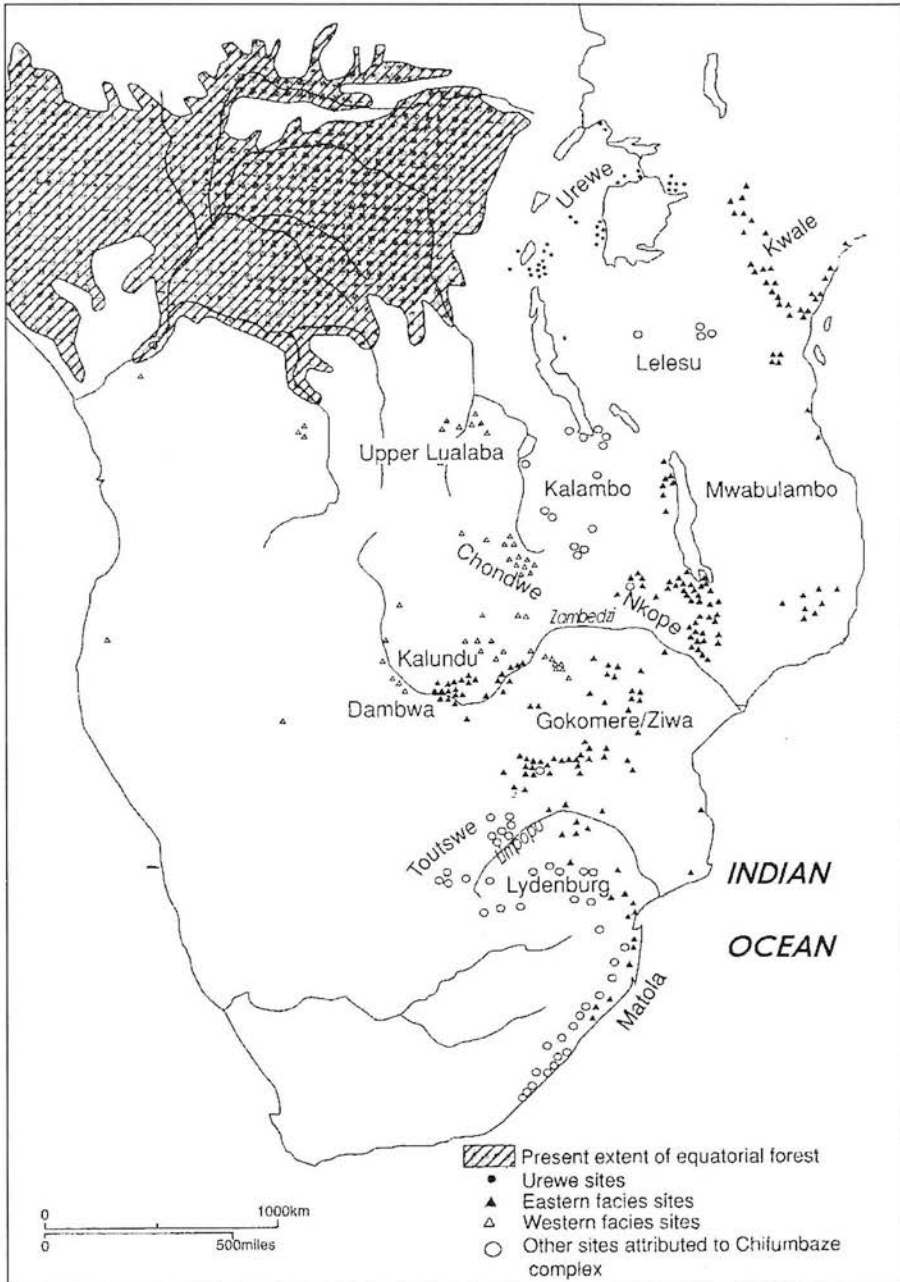 Urewe
Kwale
Lelesu
Upper Lualaba
Kalambo
Mwabulambo
Chondwe
Nkope
Zambedzi
Kalundu
Dambwa
Gokomere/Ziwa
Toutswe
Limpopo
Lydenburg
INDIAN
OCEAN
Matola
Present extent of equatorial forest
Urewe sites
Eastern facies sites
Western facies sites
Other sites attributed to Chifumbaze
complex
0 1000km
0 500miles